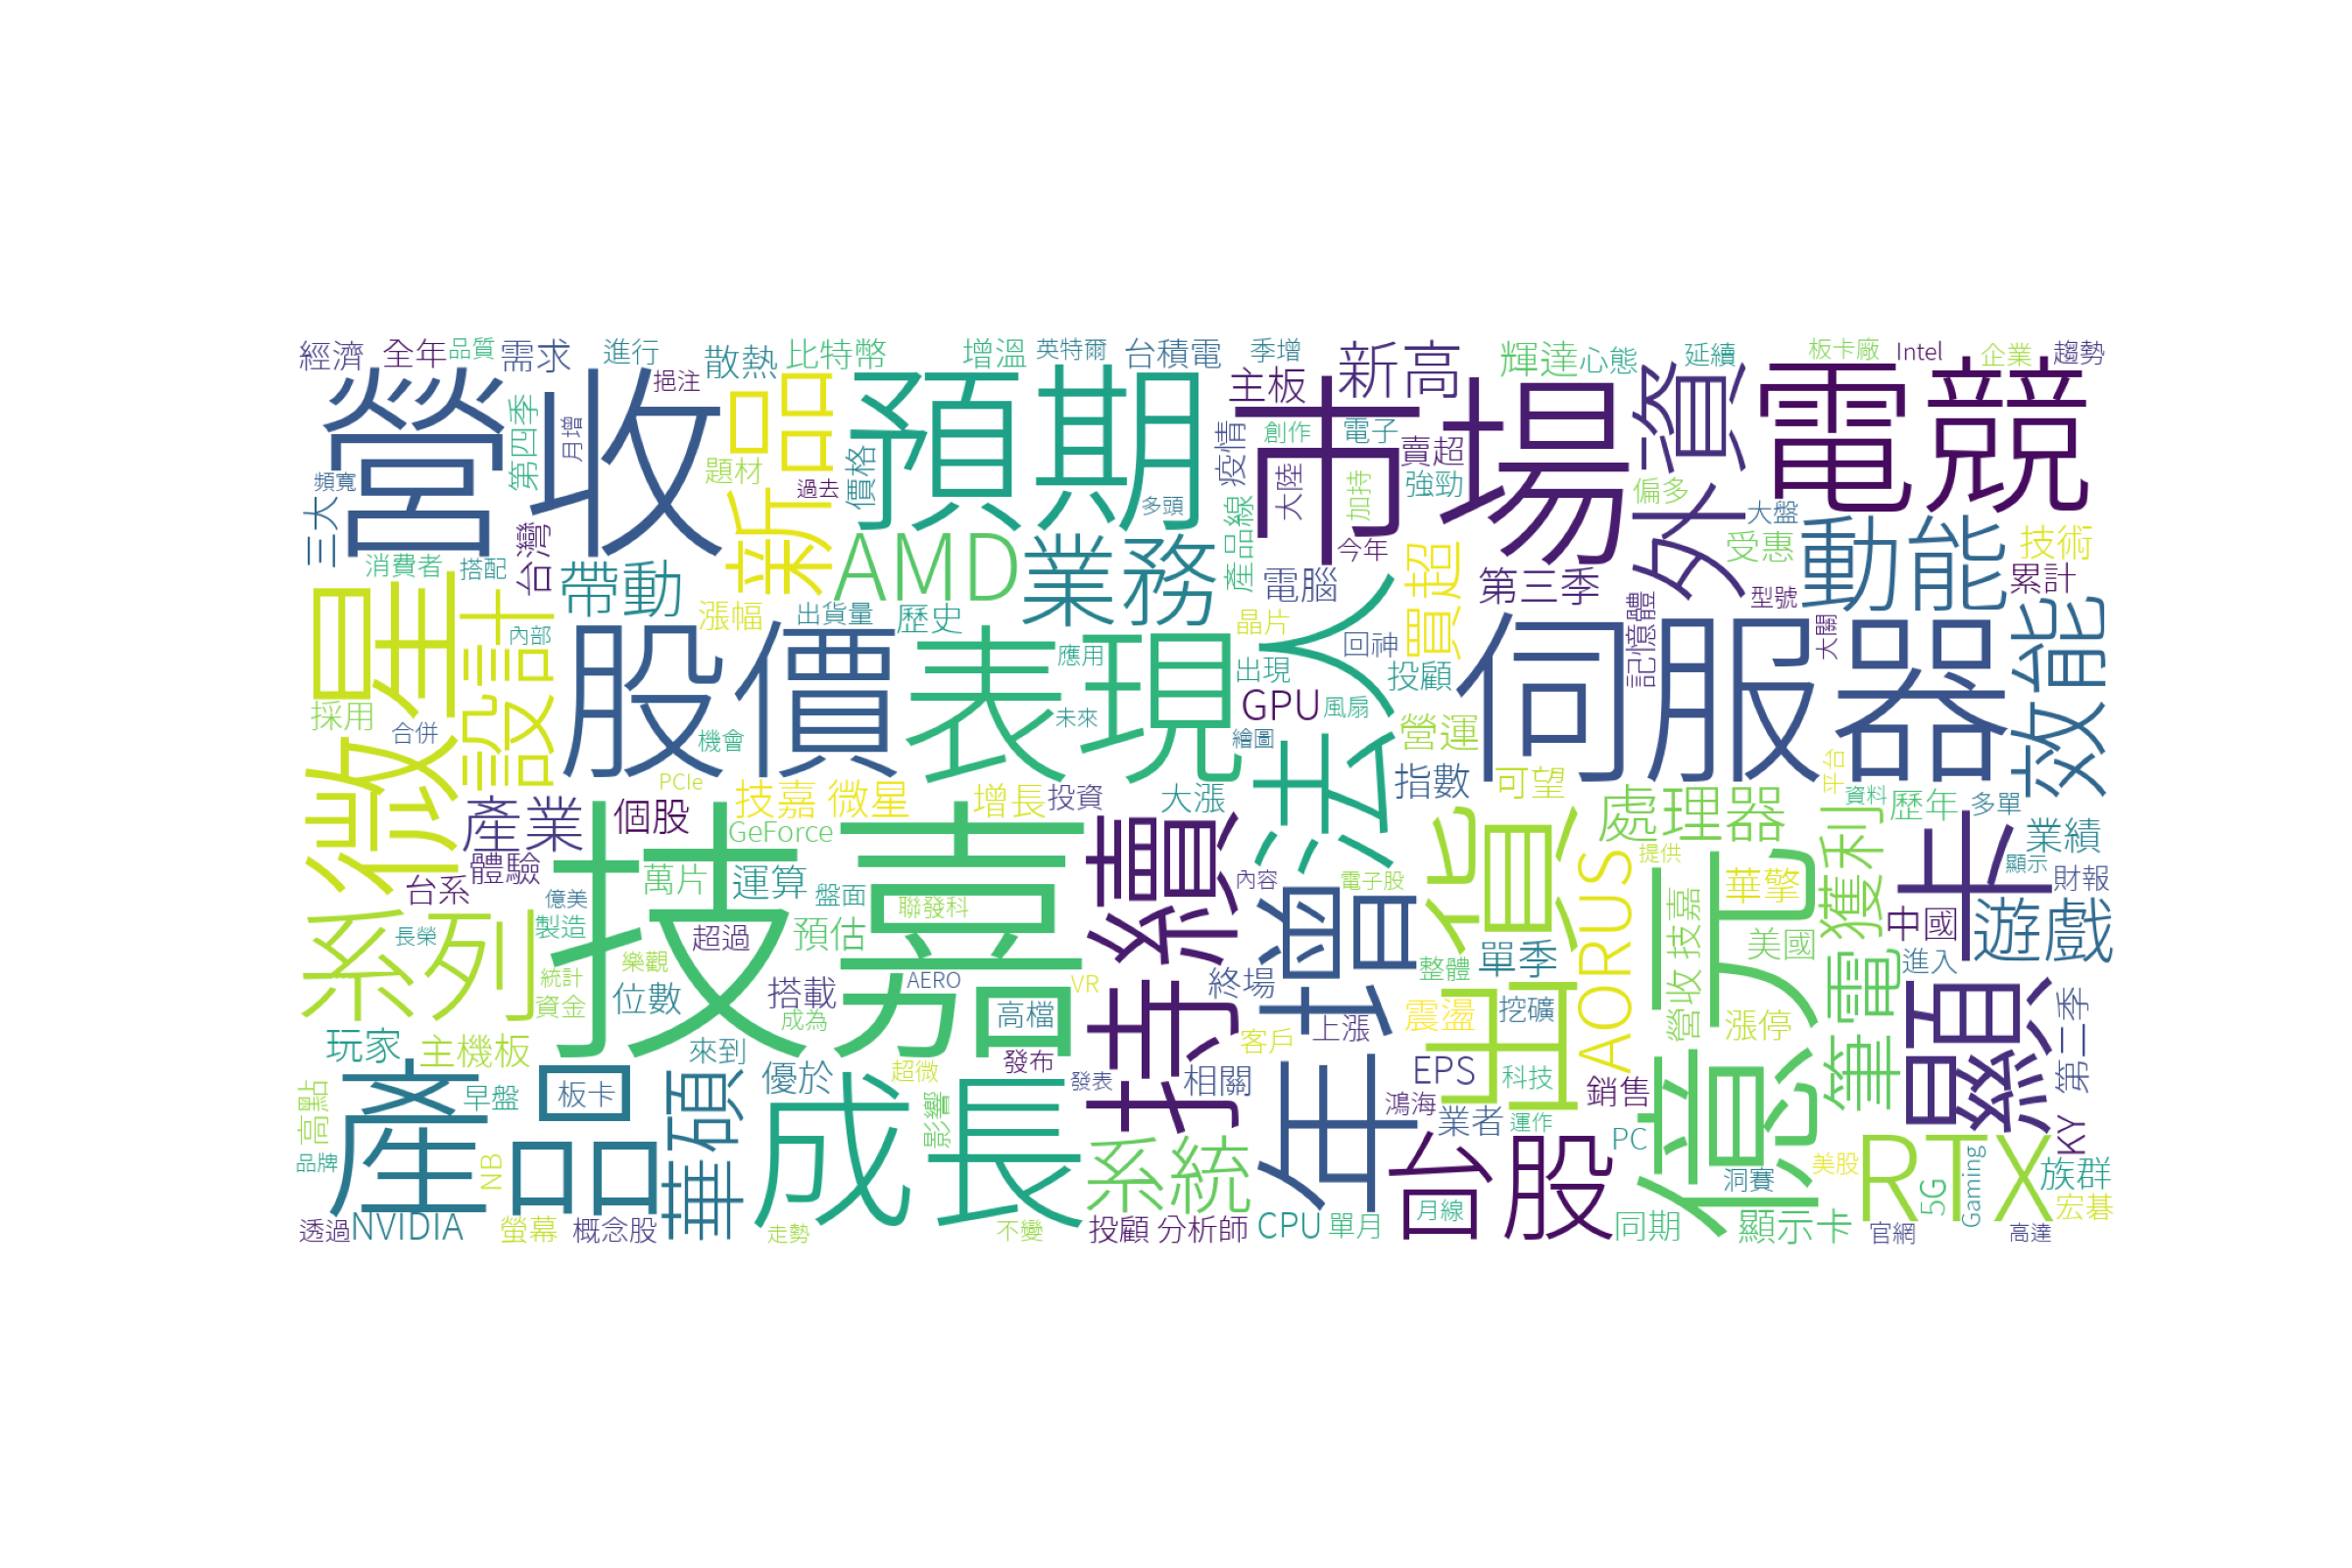 經濟
全年
品質
需求
進行
挹注
散熱
比特幣
增溫
英特爾
台積電
季增
新高
輝達
心態
延續
板卡廠
Intel
企業
趨勢
營收
預期
市場
外資
電競
新品
主板
第四季
月增
頻寬
三大
題材
過去
價格
多頭
疫情
創作
電子
賣超
強勁
大陸
加持
偏多
大盤
消費者
搭配
台灣
帶動
AMD
業務
產品線
今年
電腦
買超
第三季
動能
受惠
技術
累計
型號
微星
設計
內部
漲幅
出貨量
歷史
應用
晶片
回神
出現
投顧
記憶體
大關
效能
股價
表現
法人
伺服器
採用
合併
機會
未來
GPU
風扇
繪圖
營運
指數
可望
平台
PCIe
技嘉 微星
增長
投資
大漲
產業
個股
GeForce
處理器
資料
歷年
多單
業績
顯示
財報
技嘉
持續
年增
出貨
億元
顯卡
體驗
台系
億美
萬片
運算
盤面
聯發科
內容
電子股
提供
AORUS
華擎
獲利
中國
遊戲
系列
長榮
製造
超過
預估
單季
營收 技嘉
美國
進入
樂觀
統計
資金
位數
搭載
AERO
VR
高檔
終場
整體
成為
震盪
挖礦
漲停
筆電
第二季
玩家
主機板
來到
優於
超微
發布
發表
客戶
上漲
相關
EPS
科技
銷售
高點
早盤
板卡
華碩
影響
鴻海
業者
運作
PC
KY
產品
成長
系統
台股
RTX
品牌
NB
洞賽
美股
5G
Gaming
族群
宏碁
透過
NVIDIA
螢幕
概念股
走勢
不變
投顧 分析師
CPU
單月
月線
同期
顯示卡
官網
高達